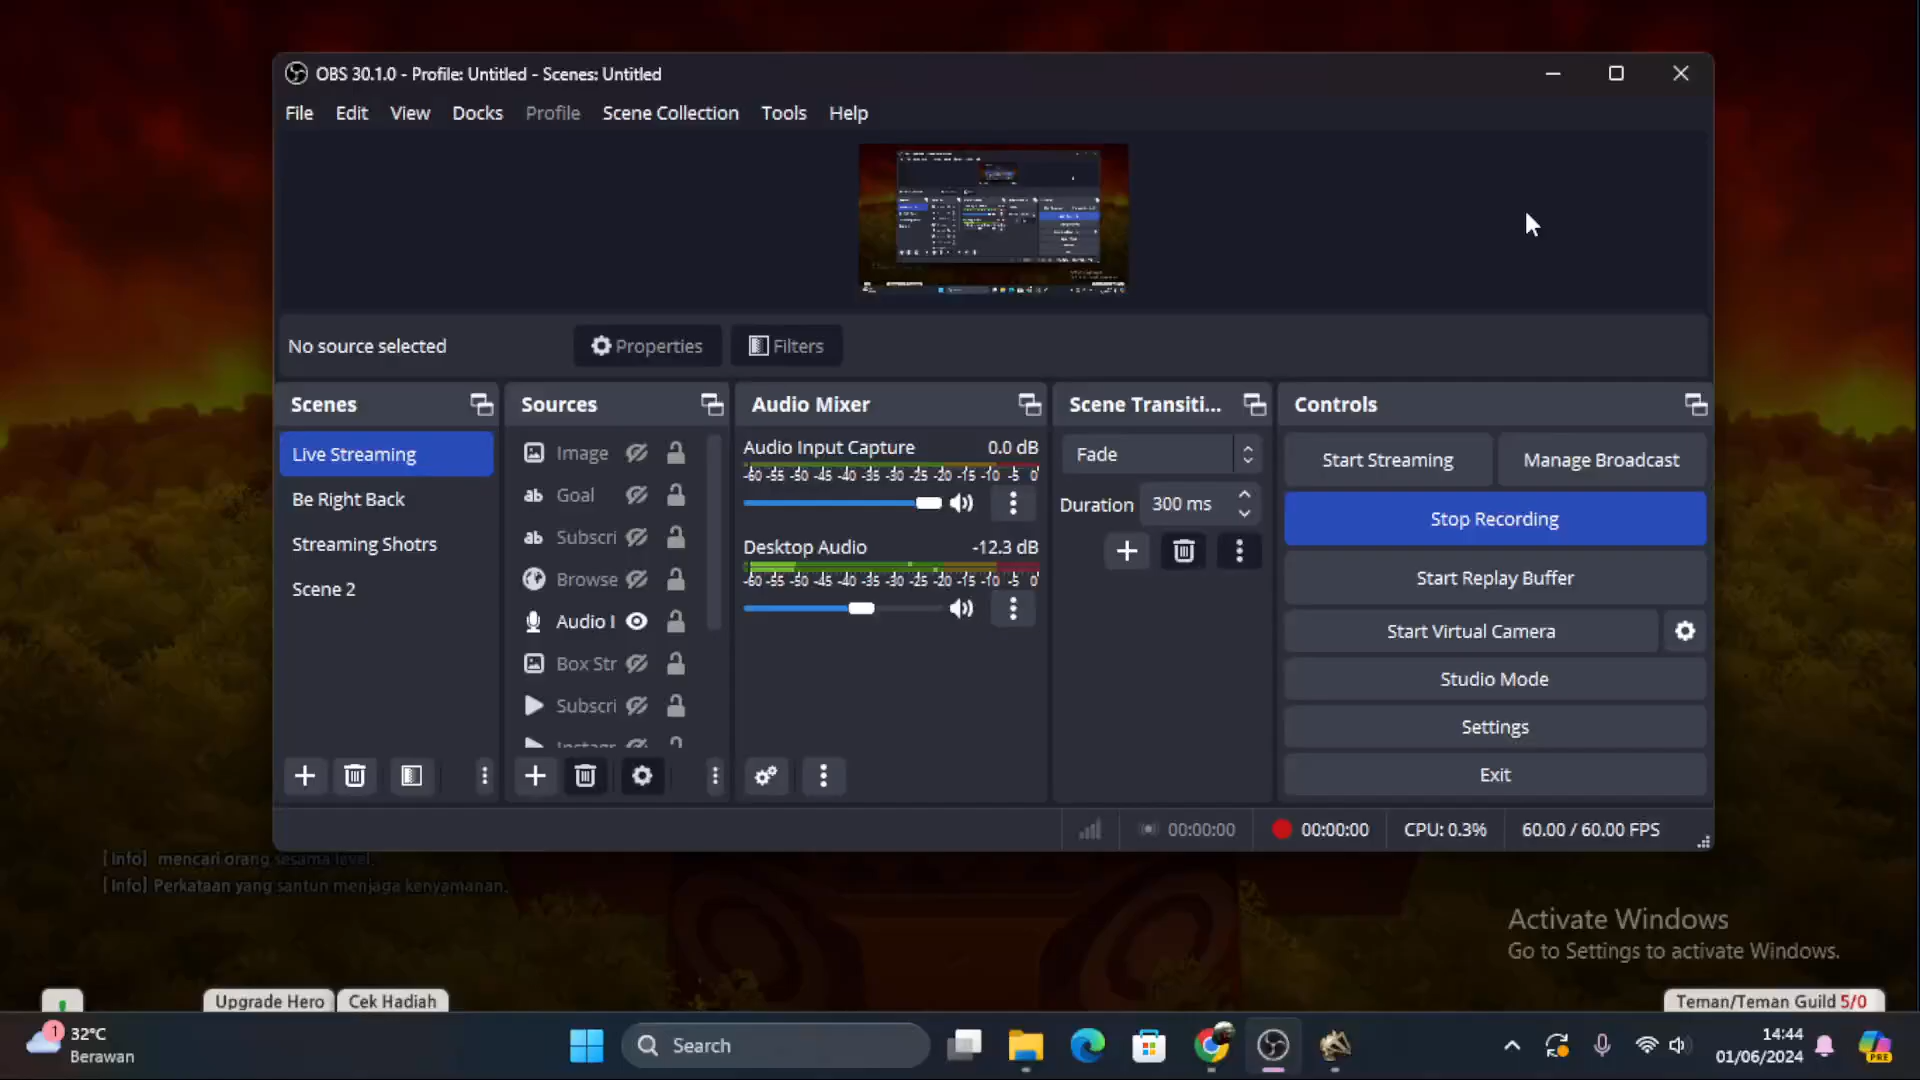 OBS 30.1.0 - Profile: Untitled - Scenes: Untitled
File Edit View Docks Profile Scene Collection Tools Help
No source selected
Properties
Filters
Scenes
Live Streaming
Be Right Back
Streaming Shotrs
Scene 2
Sources
Image
Goal
Subscri
Browse
Audio I
Box Str
Subscri
Instagr
Audio Mixer
Audio Input Capture 0.0 dB
-60 -55 -50 -45 -40 -35 -30 -25 -20 -15 -10 -5 0
Desktop Audio -12.3 dB
-60 -55 -50 -45 -40 -35 -30 -25 -20 -15 -10 -5 0
Scene Transiti...
Fade
Duration 300 ms
Controls
Start Streaming
Manage Broadcast
Stop Recording
Start Replay Buffer
Start Virtual Camera
Studio Mode
Settings
Exit
00:00:00
00:00:00
CPU: 0.3%
60.00 / 60.00 FPS
[Info] mencari orang sesama level.
[Info] Perkataan yang santun menjaga kenyamanan.
Activate Windows
Go to Settings to activate Windows.
Upgrade Hero
Cek Hadiah
Teman/Teman Guild 5/0
1
32°C
Berawan
Search
14:44
01/06/2024
PRE